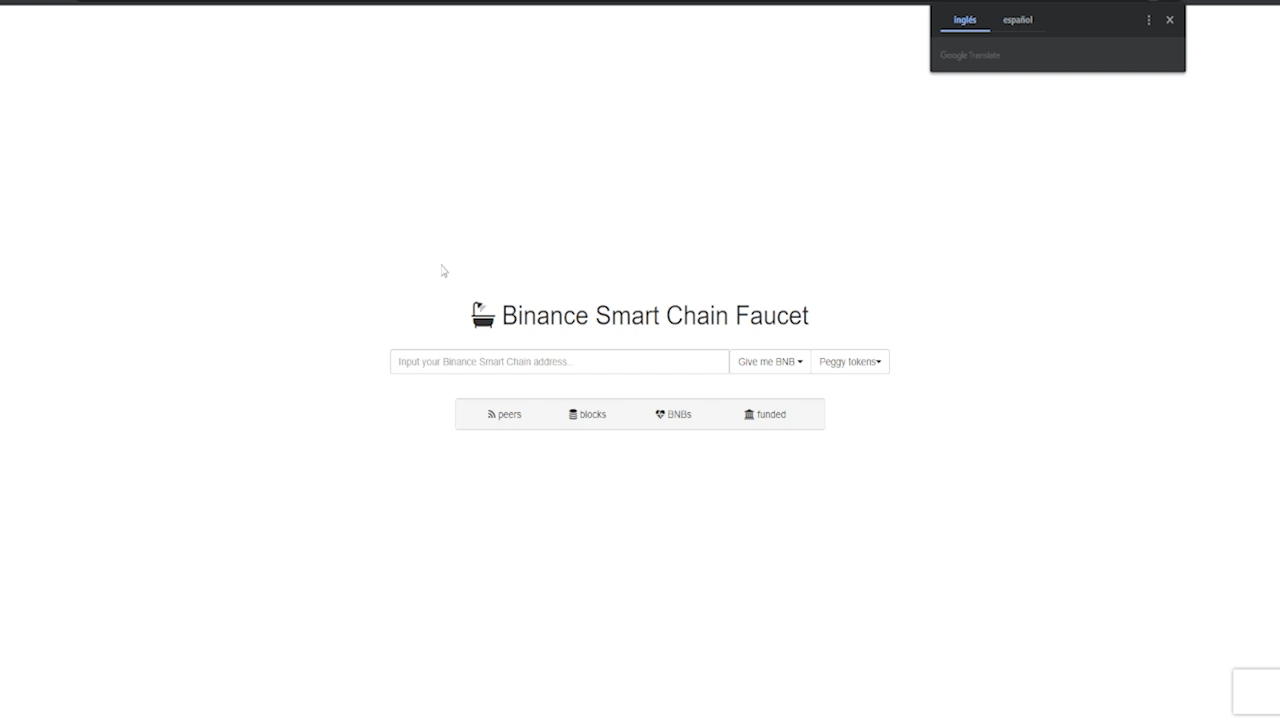 inglés español
Google Translate
Binance Smart Chain Faucet
Input your Binance Smart Chain address... Give me BNB Peggy tokens
peers blocks BNBs funded